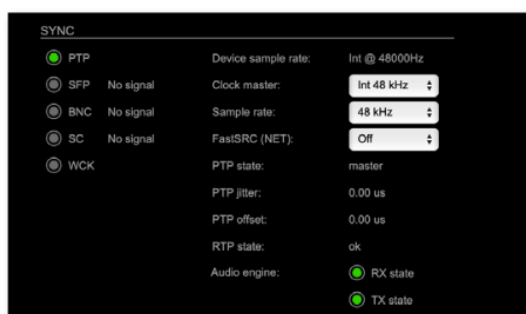 SYNC
PTP Device sample rate: Int @ 48000Hz
SFP No signal Clock master: Int 48 kHz
BNC No signal Sample rate: 48 kHz
SC No signal FastSRC (NET): Off
WCK PTP state: master
PTP jitter: 0.00 us
PTP offset: 0.00 us
RTP state: ok
Audio engine: RX state
TX state